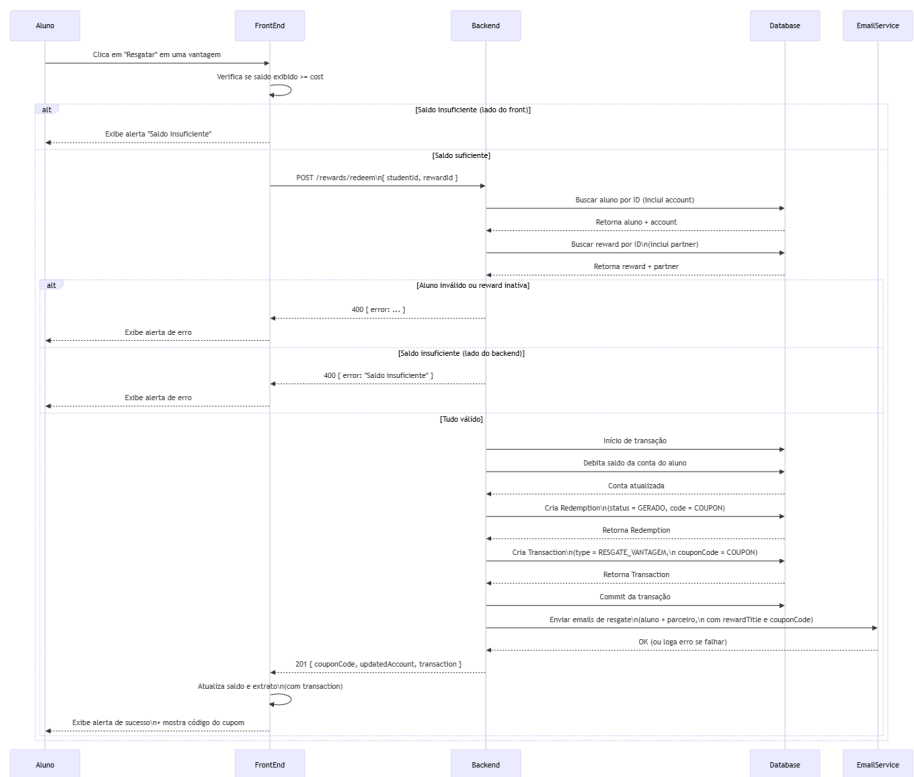 Aluno
FrontEnd
Backend
Database
EmailService
Clica em "Resgatar" em uma vantagem
Verifica se saldo exibido >= cost
alt
[Saldo insuficiente (lado do front)]
Exibe alerta "Saldo insuficiente"
[Saldo suficiente]
POST /rewards/redeem\n{ studentId, rewardId }
Buscar aluno por ID (inclui account)
Retorna aluno + account
Buscar reward por ID\n(inclui partner)
Retorna reward + partner
alt
[Aluno inválido ou reward inativa]
400 { error: ... }
Exibe alerta de erro
[Saldo insuficiente (lado do backend)]
400 { error: "Saldo insuficiente" }
Exibe alerta de erro
[Tudo válido]
Início de transação
Debita saldo da conta do aluno
Conta atualizada
Cria Redemption\n(status = GERADO, code = COUPON)
Retorna Redemption
Cria Transaction\n(type = RESGATE_VANTAGEM,\n couponCode = COUPON)
Retorna Transaction
Commit da transação
Enviar emails de resgate\n(aluno + parceiro,\n com rewardTitle e couponCode)
OK (ou loga erro se falhar)
201 { couponCode, updatedAccount, transaction }
Atualiza saldo e extrato\n(com transaction)
Exibe alerta de sucesso\n+ mostra código do cupom
Aluno
FrontEnd
Backend
Database
EmailService